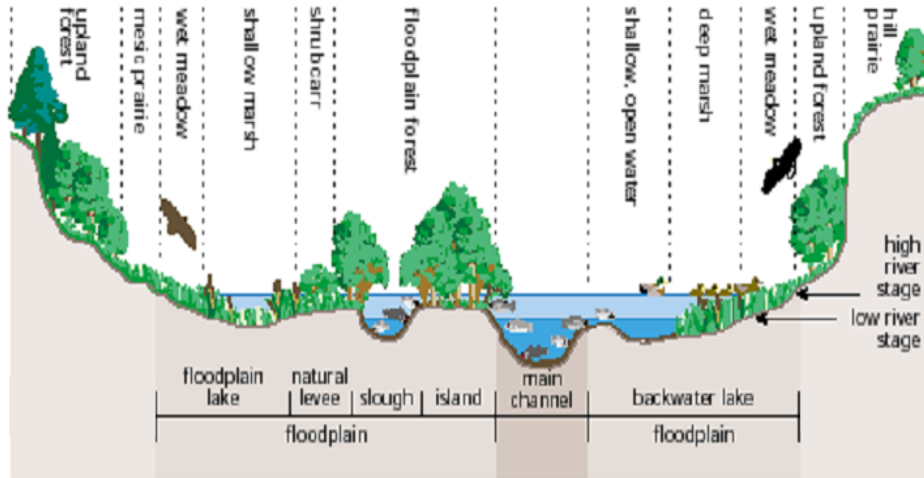 upland
forest
mesic prairie
wet meadow
shallow marsh
shrubcarr
floodplain forest
shallow, open water
deep marsh
wet meadow
upland forest
hill
prairie
high
river
stage
low river
stage
floodplain
lake
natural
levee
slough
island
main
channel
backwater lake
floodplain
floodplain